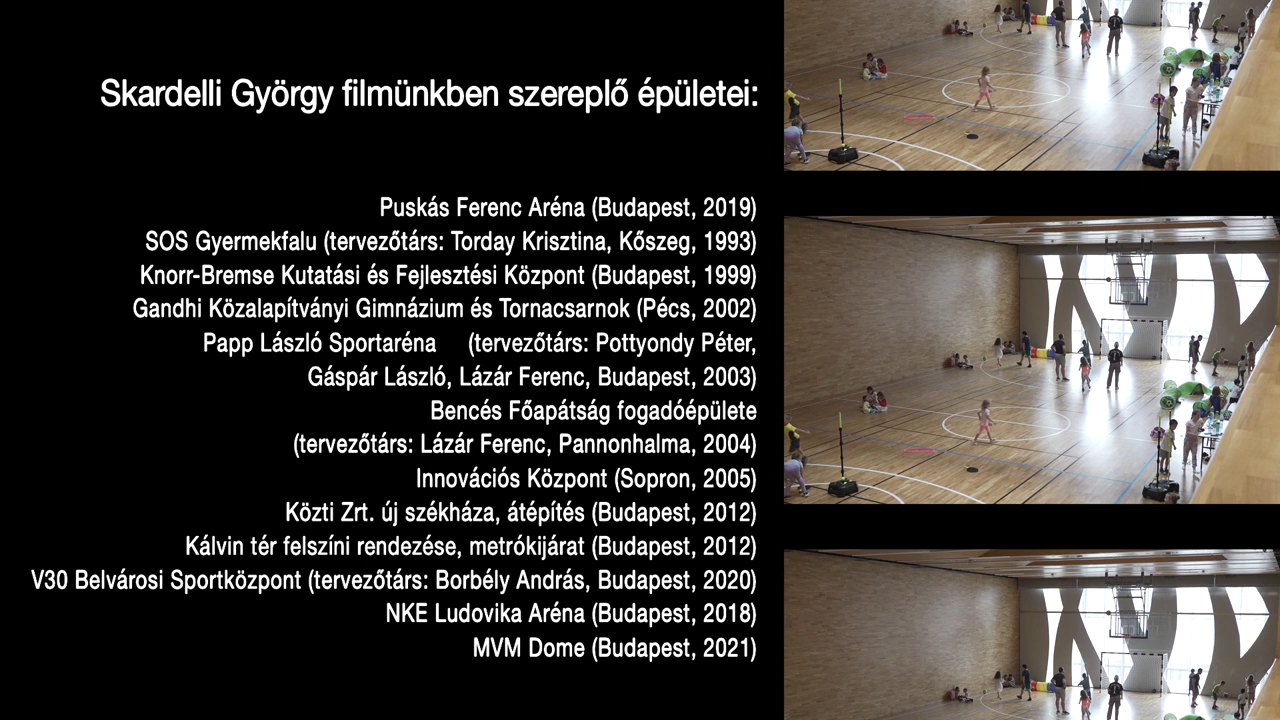 Skardelli György filmünkben szereplő épületei:
Puskás Ferenc Aréna (Budapest, 2019)
SOS Gyermekfalu (tervezőtárs: Torday Krisztina, Kőszeg, 1993)
Knorr-Bremse Kutatási és Fejlesztési Központ (Budapest, 1999)
Gandhi Közalapítványi Gimnázium és Tornacsarnok (Pécs, 2002)
Papp László Sportaréna (tervezőtárs: Pottyondy Péter,
Gáspár László, Lázár Ferenc, Budapest, 2003)
Bencés Főapátság fogadóépülete
(tervezőtárs: Lázár Ferenc, Pannonhalma, 2004)
Innovációs Központ (Sopron, 2005)
Közti Zrt. új székháza, átépítés (Budapest, 2012)
Kálvin tér felszíni rendezése, metrókijárat (Budapest, 2012)
V30 Belvárosi Sportközpont (tervezőtárs: Borbély András, Budapest, 2020)
NKE Ludovika Aréna (Budapest, 2018)
MVM Dome (Budapest, 2021)